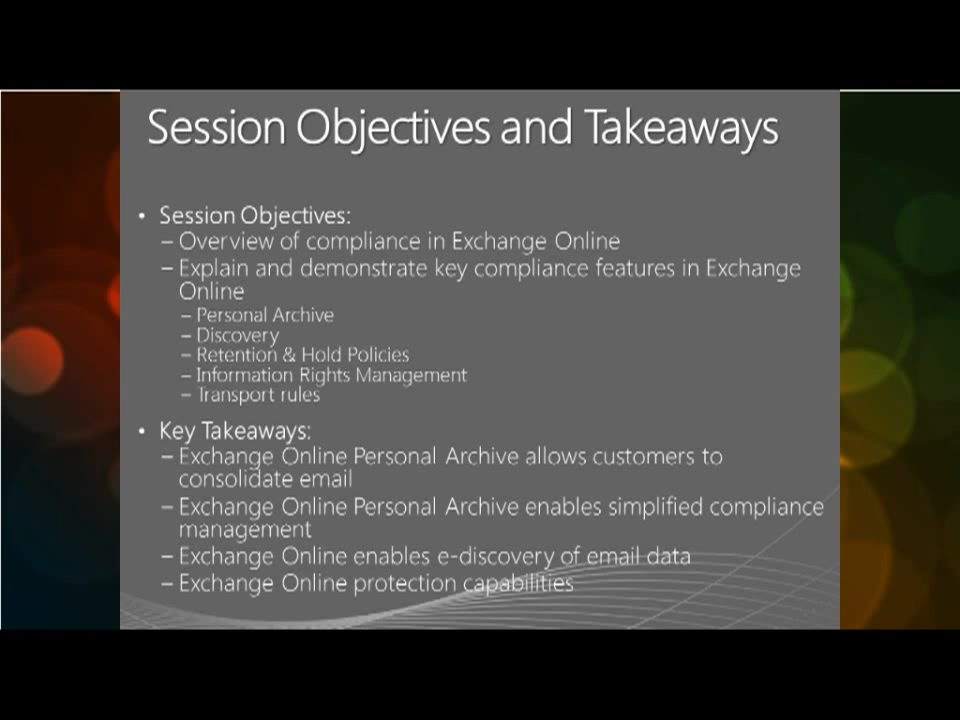 Session Objectives and Takeaways
• Session Objectives:
– Overview of compliance in Exchange Online
– Explain and demonstrate key compliance features in Exchange
Online
– Personal Archive
– Discovery
– Retention & Hold Policies
– Information Rights Management
– Transport rules
• Key Takeaways:
– Exchange Online Personal Archive allows customers to
consolidate email
– Exchange Online Personal Archive enables simplified compliance
management
– Exchange Online enables e-discovery of email data
– Exchange Online protection capabilities